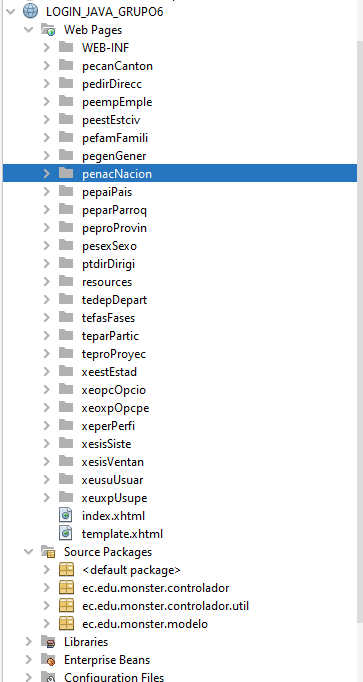 LOGIN_JAVA_GRUPO6
Web Pages
WEB-INF
pecanCanton
pedirDirecc
peempEmple
peestEstciv
pefamFamili
pegenGener
penacNacion
pepaiPais
peparParroq
peproProvin
pesexSexo
ptdirDirigi
resources
tedepDepart
tefasFases
teparPartic
teproProyec
xeestEstad
xeopcOpcio
xeoxpOpcpe
xeperPerfi
xesisSiste
xesisVentan
xeusuUsuar
xeuxpUsupe
index.xhtml
template.xhtml
Source Packages
<default package>
ec.edu.monster.controlador
ec.edu.monster.controlador.util
ec.edu.monster.modelo
Libraries
Enterprise Beans
Configuration Files